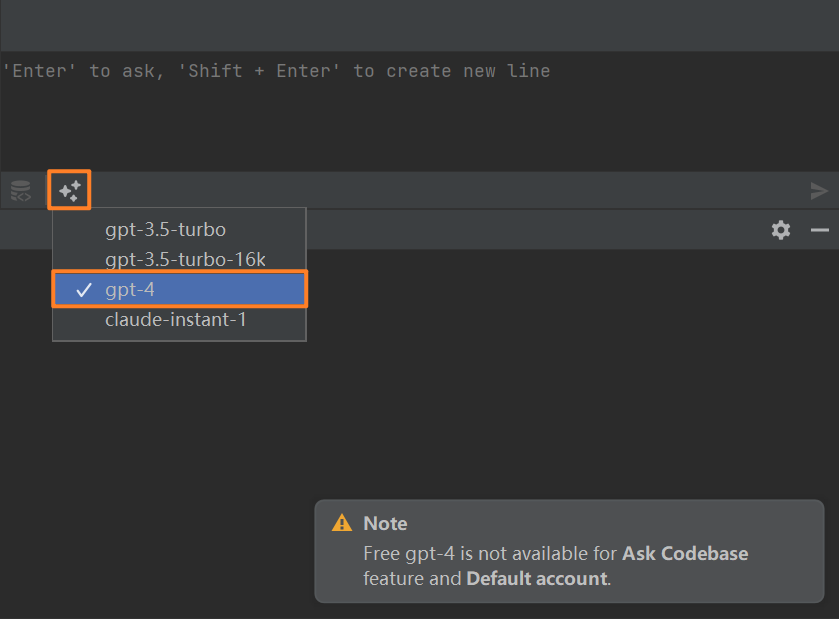 'Enter' to ask, 'Shift + Enter' to create new line
gpt-3.5-turbo
gpt-3.5-turbo-16k
gpt-4
claude-instant-1
Note
Free gpt-4 is not available for Ask Codebase
feature and Default account.